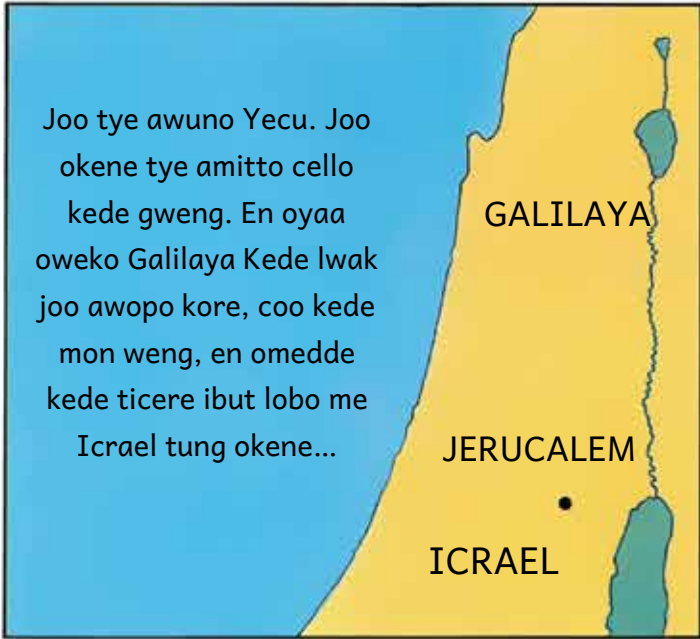 Joo tye awuno Yecu. Joo
okene tye amitto cello
kede gweng. En oyaa
oweko Galilaya Kede lwak
joo awopo kore, coo kede
mon weng, en omedde
kede ticere ibut lobo me
Icrael tung okene...
GALILAYA
JERUCALEM
ICRAEL